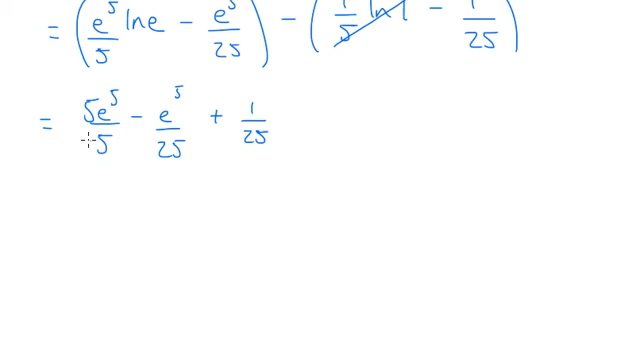 = (e^5/5 ln e - e^5/25) - (1/5 ln 1 - 1/25)
= 5e^5/5 - e^5/25 + 1/25